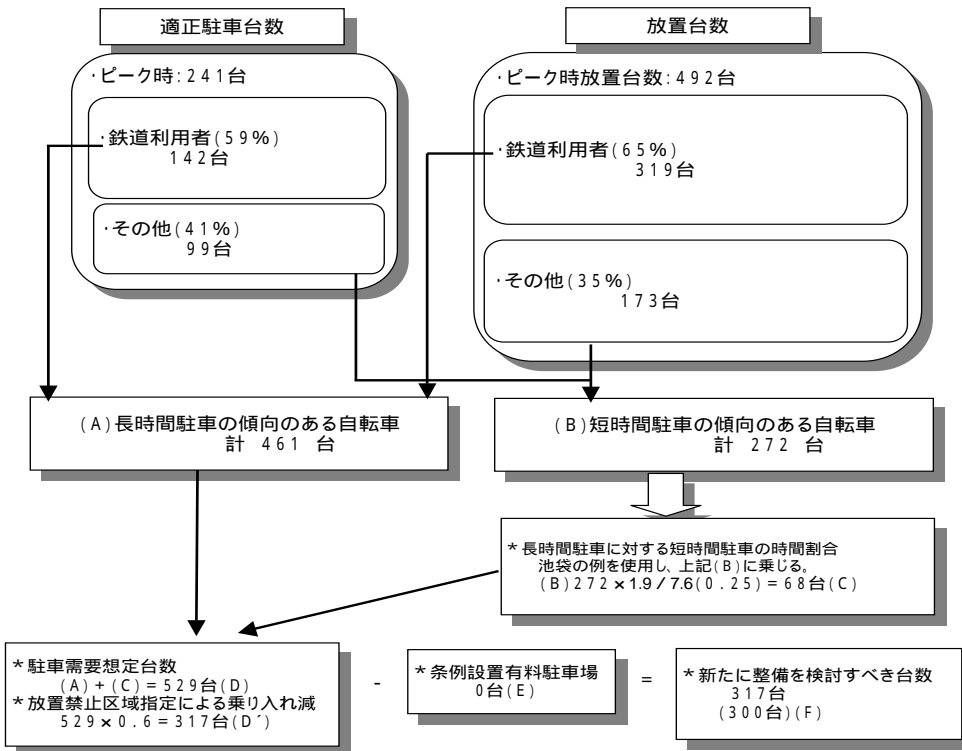 適正駐車台数
放置台数
・ピーク時:241台
・鉄道利用者(59%)
142台
・その他(41%)
99台
・ピーク時放置台数:492台
・鉄道利用者(65%)
319台
・その他(35%)
173台
(A)長時間駐車の傾向のある自転車
計 461 台
(B)短時間駐車の傾向のある自転車
計 272 台
*長時間駐車に対する短時間駐車の時間割合
池袋の例を使用し、上記(B)に乗じる。
(B)272×1.9/7.6(0.25)=68台(C)
*駐車需要想定台数
(A)+(C)=529台(D)
*放置禁止区域指定による乗り入れ減
529×0.6=317台(D´)
-
*条例設置有料駐車場
0台(E)
=
*新たに整備を検討すべき台数
317台
(300台)(F)